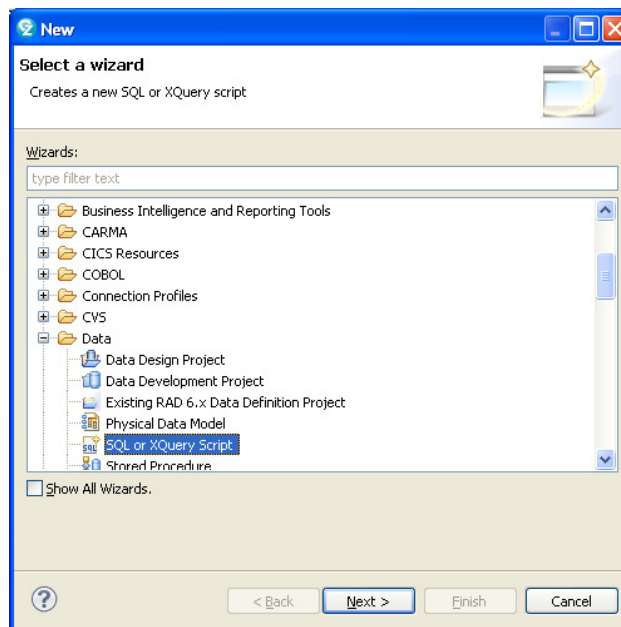 New
Select a wizard
Creates a new SQL or XQuery script
Wizards:
type filter text
Business Intelligence and Reporting Tools
CARMA
CICS Resources
COBOL
Connection Profiles
CVS
Data
Data Design Project
Data Development Project
Existing RAD 6.x Data Definition Project
Physical Data Model
SQL or XQuery Script
Stored Procedure
Show All Wizards.
< Back Next > Finish Cancel